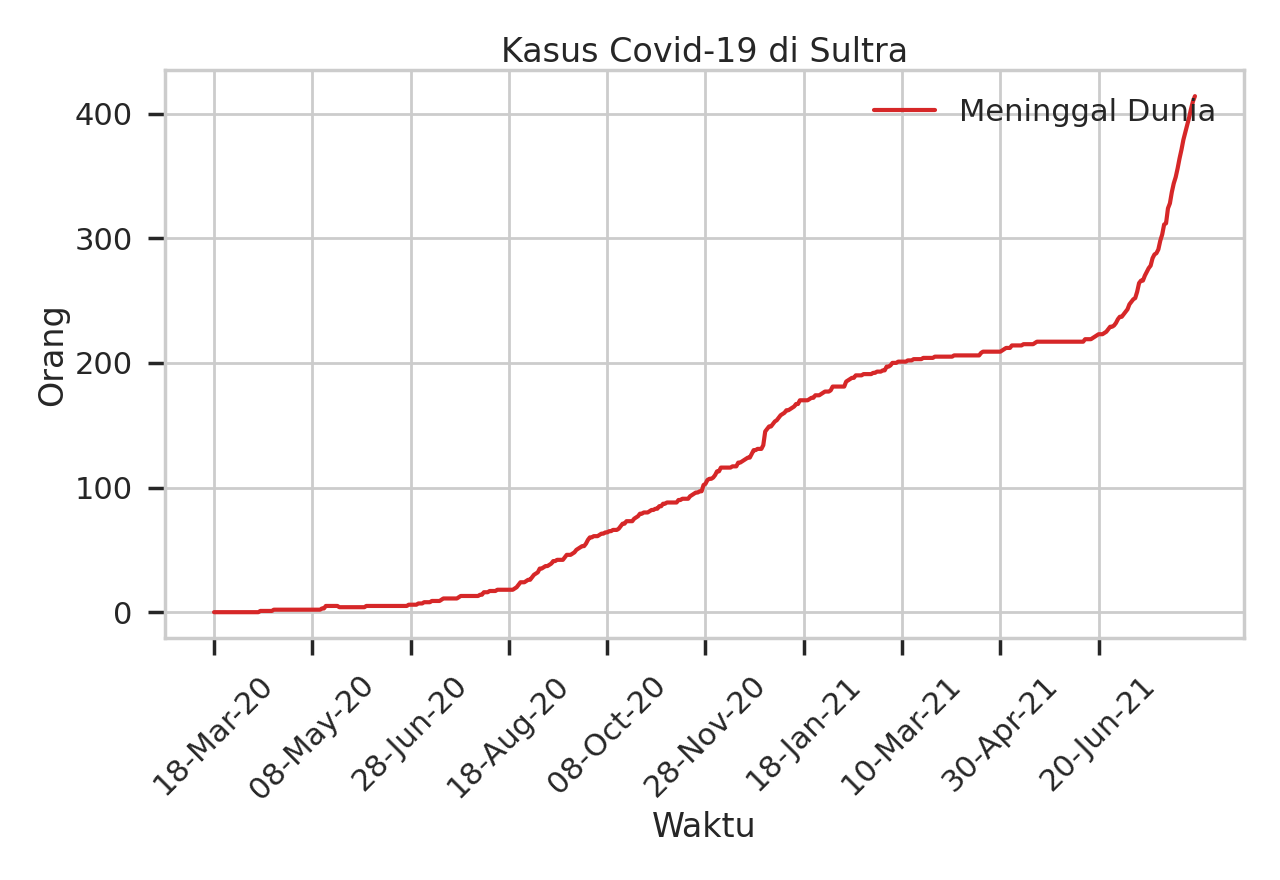 Kasus Covid-19 di Sultra
Meninggal Dunia
400
300
200
100
0
Orang
18-Mar-20
08-May-20
28-Jun-20
18-Aug-20
08-Oct-20
28-Nov-20
18-Jan-21
10-Mar-21
30-Apr-21
20-Jun-21
Waktu